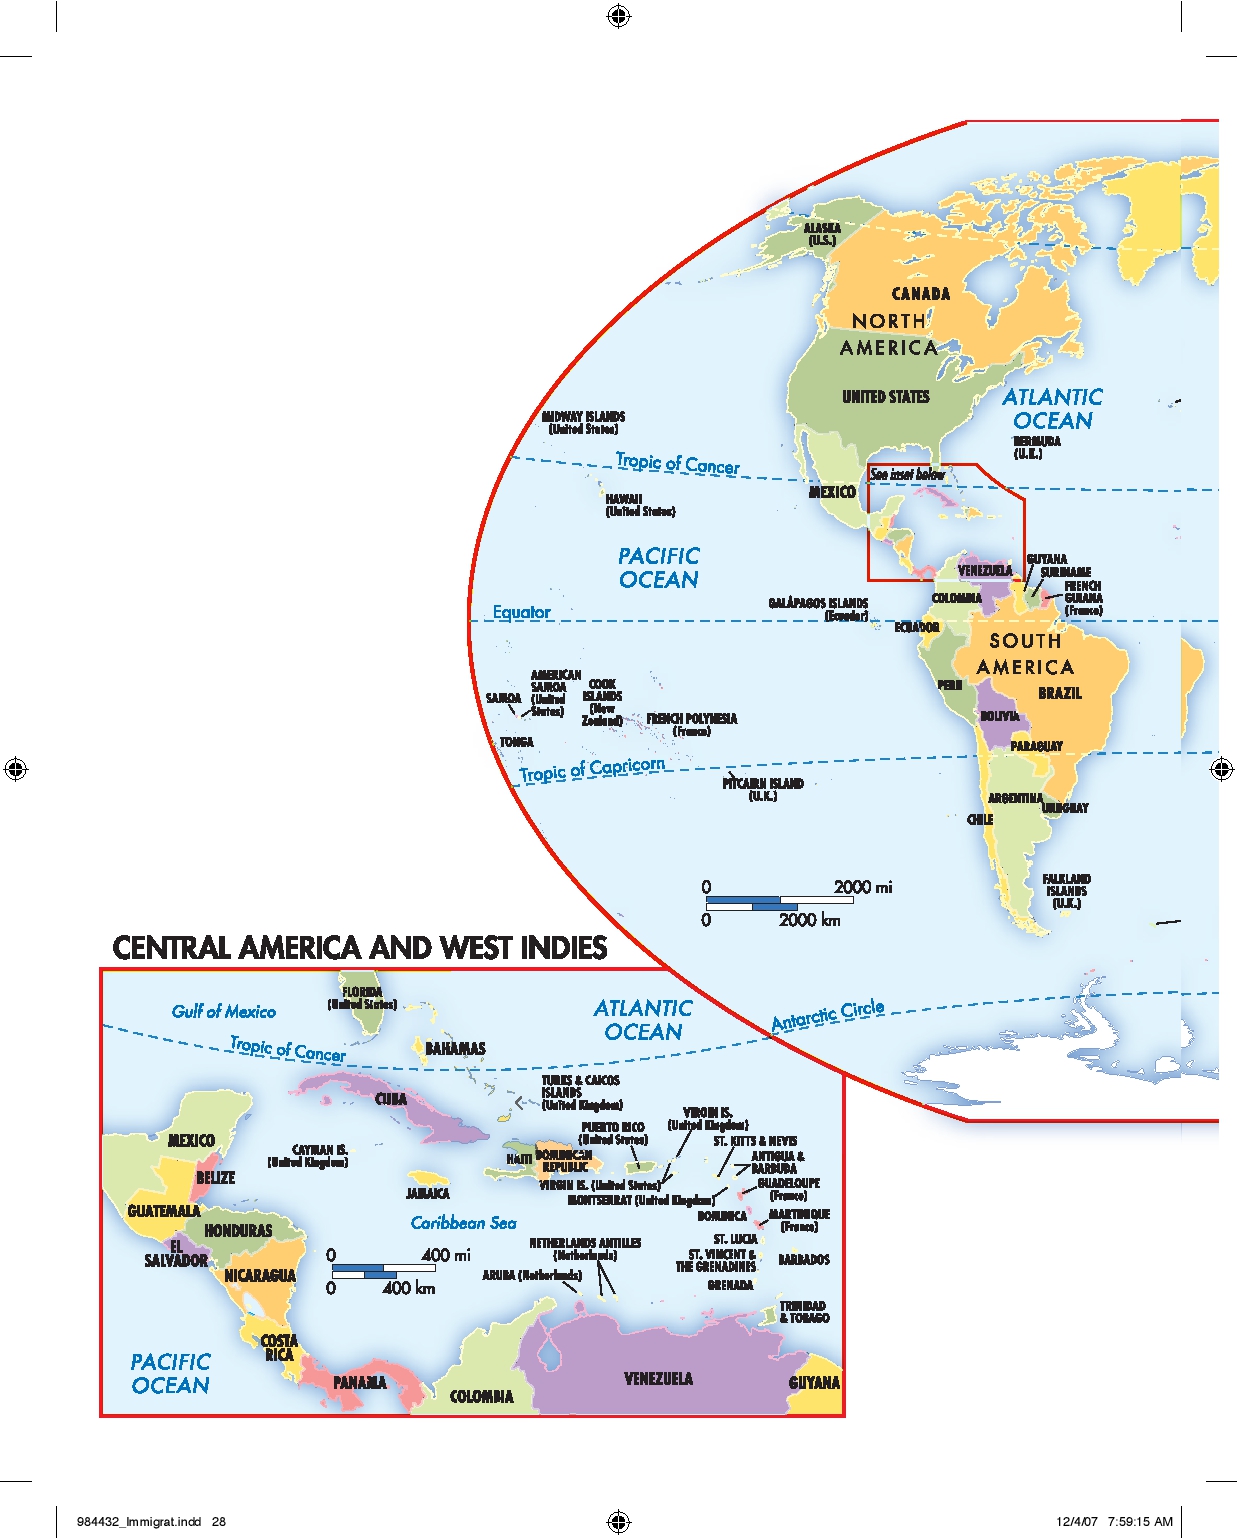 ALASKA
(U.S.)
CANADA
NORTH
AMERICA
UNITED STATES
ATLANTIC
OCEAN
BERMUDA
(U.K.)
MIDWAY ISLANDS
(United States)
Tropic of Cancer
See inset below
MEXICO
HAWAII
(United States)
PACIFIC
OCEAN
GUYANA
SURINAME
FRENCH
GUIANA
(France)
VENEZUELA
COLOMBIA
GALÁPAGOS ISLANDS
(Ecuador)
Equator
ECUADOR
SOUTH
AMERICA
PERU
BRAZIL
BOLIVIA
AMERICAN
SAMOA
(United
States)
SAMOA
COOK
ISLANDS
(New
Zealand)
FRENCH POLYNESIA
(France)
TONGA
PARAGUAY
Tropic of Capricorn
PITCAIRN ISLAND
(U.K.)
ARGENTINA
URUGUAY
CHILE
FALKLAND
ISLANDS
(U.K.)
0 2000 mi
0 2000 km
Antarctic Circle
CENTRAL AMERICA AND WEST INDIES
FLORIDA
(United States)
Gulf of Mexico
ATLANTIC
OCEAN
Tropic of Cancer
BAHAMAS
TURKS & CAICOS
ISLANDS
(United Kingdom)
CUBA
VIRGIN IS.
(United Kingdom)
PUERTO RICO
(United States)
ST. KITTS & NEVIS
MEXICO
CAYMAN IS.
(United Kingdom)
HAITI
DOMINICAN
REPUBLIC
ANTIGUA &
BARBUDA
BELIZE
JAMAICA
VIRGIN IS. (United States)
MONTSERRAT (United Kingdom)
GUADELOUPE
(France)
GUATEMALA
DOMINICA
MARTINIQUE
(France)
HONDURAS
Caribbean Sea
ST. LUCIA
EL
SALVADOR
NETHERLANDS ANTILLES
(Netherlands)
ST. VINCENT &
THE GRENADINES
BARBADOS
0 400 mi
0 400 km
NICARAGUA
ARUBA (Netherlands)
GRENADA
TRINIDAD
& TOBAGO
COSTA
RICA
PACIFIC
OCEAN
PANAMA
COLOMBIA
VENEZUELA
GUYANA
984432_Immigrat.indd 28
12/4/07 7:59:15 AM